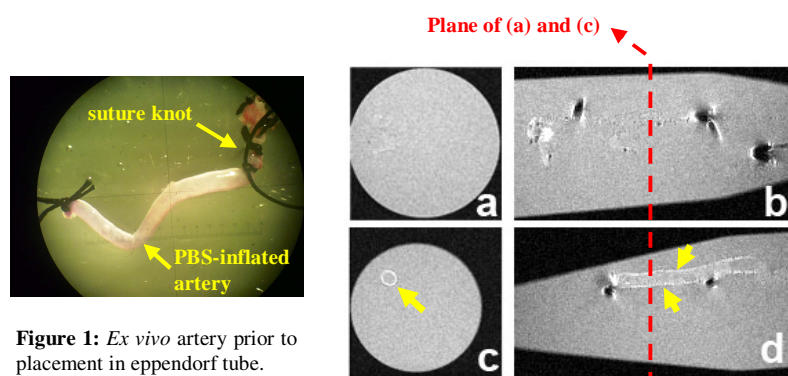 Plane of (a) and (c)
suture knot
PBS-inflated
artery
a
b
c
d
Figure 1: Ex vivo artery prior to
placement in eppendorf tube.